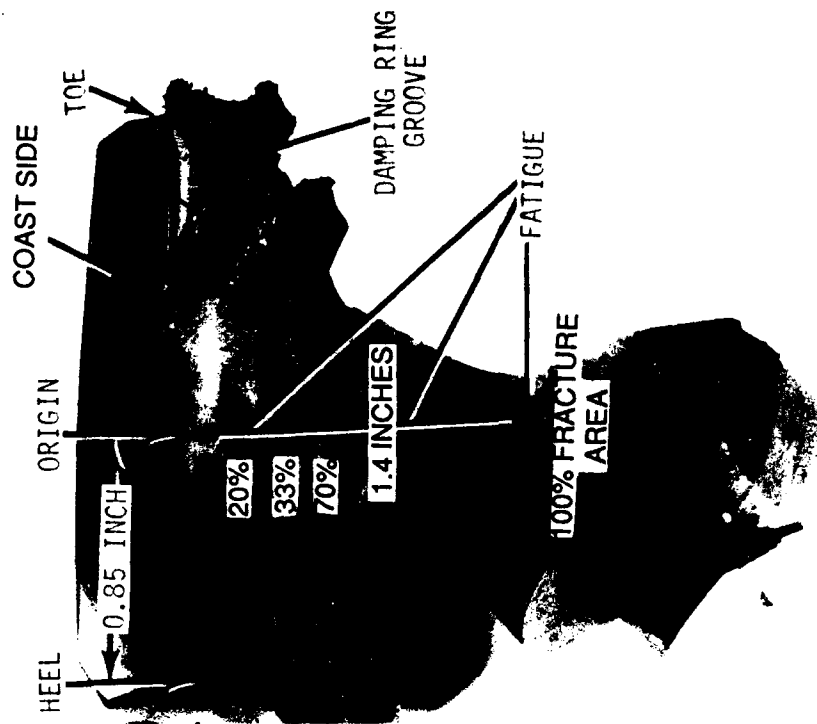 COAST SIDE
TOE
ORIGIN
HEEL
0.85 INCH
DAMPING RING
GROOVE
20%
33%
70%
1.4 INCHES
FATIGUE
100% FRACTURE
AREA